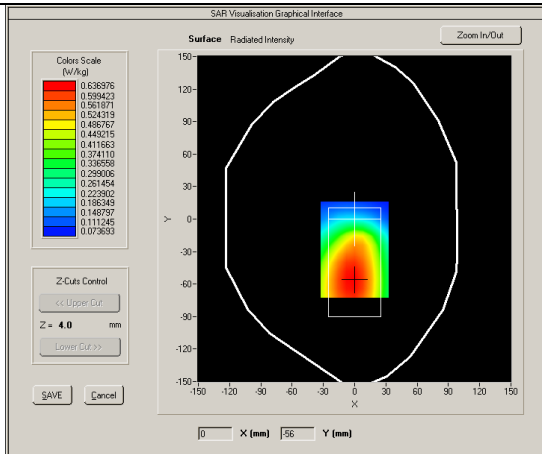 SAR Visualisation Graphical Interface
Surface Radiated Intensity
Zoom In/Out
Colors Scale
(W/kg)
0.636976
0.599423
0.561871
0.524319
0.486767
0.449215
0.411663
0.374110
0.336558
0.299006
0.261454
0.223902
0.186349
0.148797
0.111245
0.073693
Z-Cuts Control
<< Upper Cut
Z = 4.0 mm
Lower Cut >>
SAVE Cancel
150
120
90
60
30
0
-30
-60
-90
-120
-150
Y
-150 -120 -90 -60 -30 0 30 60 90 120 150
X
0 X (mm) -56 Y (mm)